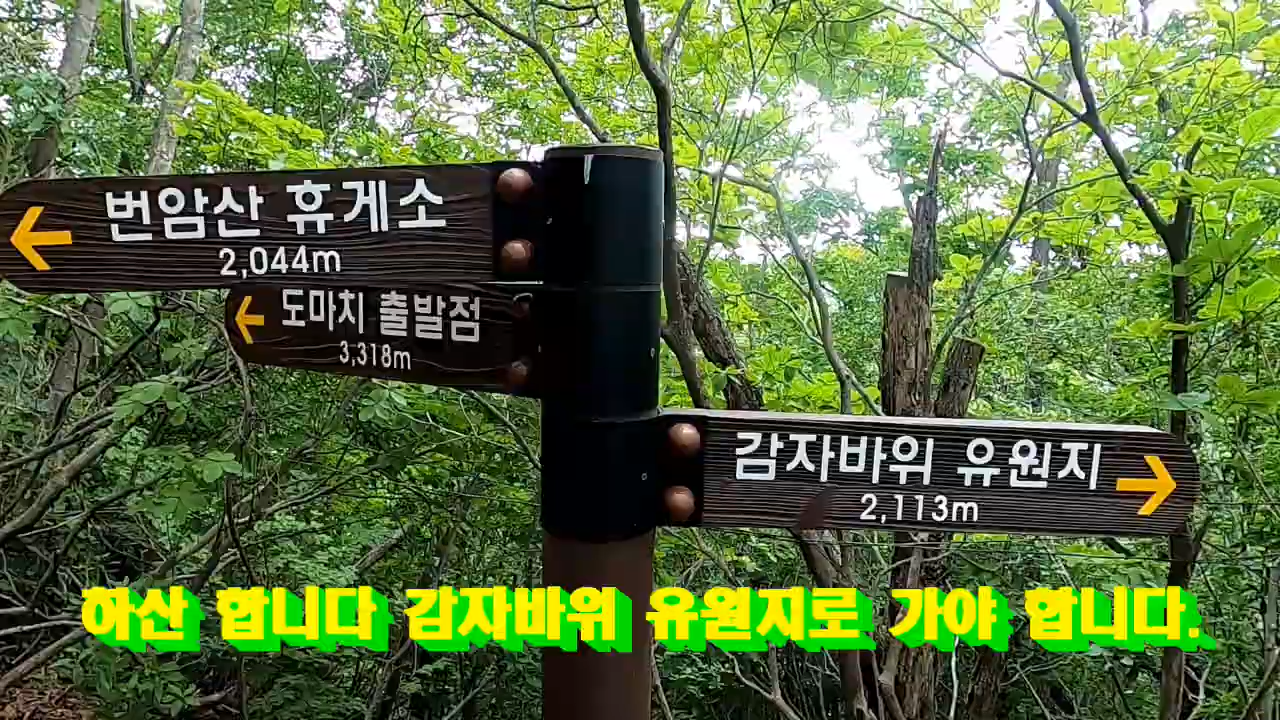 번암산 휴게소
2,044m
도마치 출발점
3,318m
감자바위 유원지
2,113m
하산 합니다 감자바위 유원지로 가야 합니다.